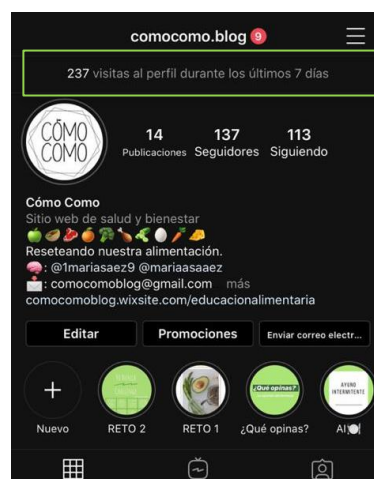 comocomo.blog 9
237 visitas al perfil durante los últimos 7 días
CÓMO
COMO
14 137 113
Publicaciones Seguidores Siguiendo
Cómo Como
Sitio web de salud y bienestar
Reseteando nuestra alimentación.
: @1mariasaez9 @mariaasaaez
: comocomoblog@gmail.com más
comocomoblog.wixsite.com/educacionalimentaria
Editar Promociones Enviar correo electr...
¿Qué opinas?
AYUNO
INTERMITENTE
Nuevo RETO 2 RETO 1 ¿Qué opinas?